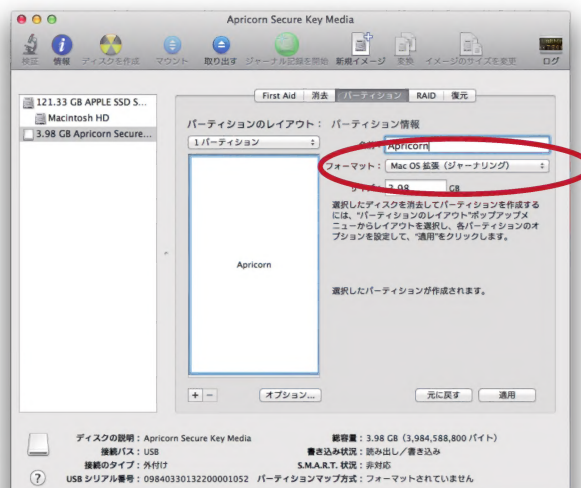 Apricorn Secure Key Media
検証 情報 ディスクを作成 マウント 取り出す ジャーナル記録を開始 新規イメージ 変換 イメージのサイズを変更 ログ
121.33 GB APPLE SSD S...
Macintosh HD
3.98 GB Apricorn Secure...
First Aid 消去 パーティション RAID 復元
パーティションのレイアウト： パーティション情報
1 パーティション
Apricorn
フォーマット： Mac OS 拡張（ジャーナリング）
3.98 GB
選択したディスクを消去してパーティションを作成する
には、“パーティションのレイアウト”ポップアップメ
ニューからレイアウトを選択し、各パーティションのオ
プションを設定して、“適用”をクリックします。
Apricorn
選択したパーティションが作成されます。
+ − オプション... 元に戻す 適用
ディスクの説明： Apricorn Secure Key Media 総容量： 3.98 GB（3,984,588,800 バイト）
接続バス： USB 書き込み状況： 読み出し／書き込み
接続のタイプ： 外付け S.M.A.R.T. 状況： 非対応
? USB シリアル番号： 09840330132200001052 パーティションマップ方式： フォーマットされていません